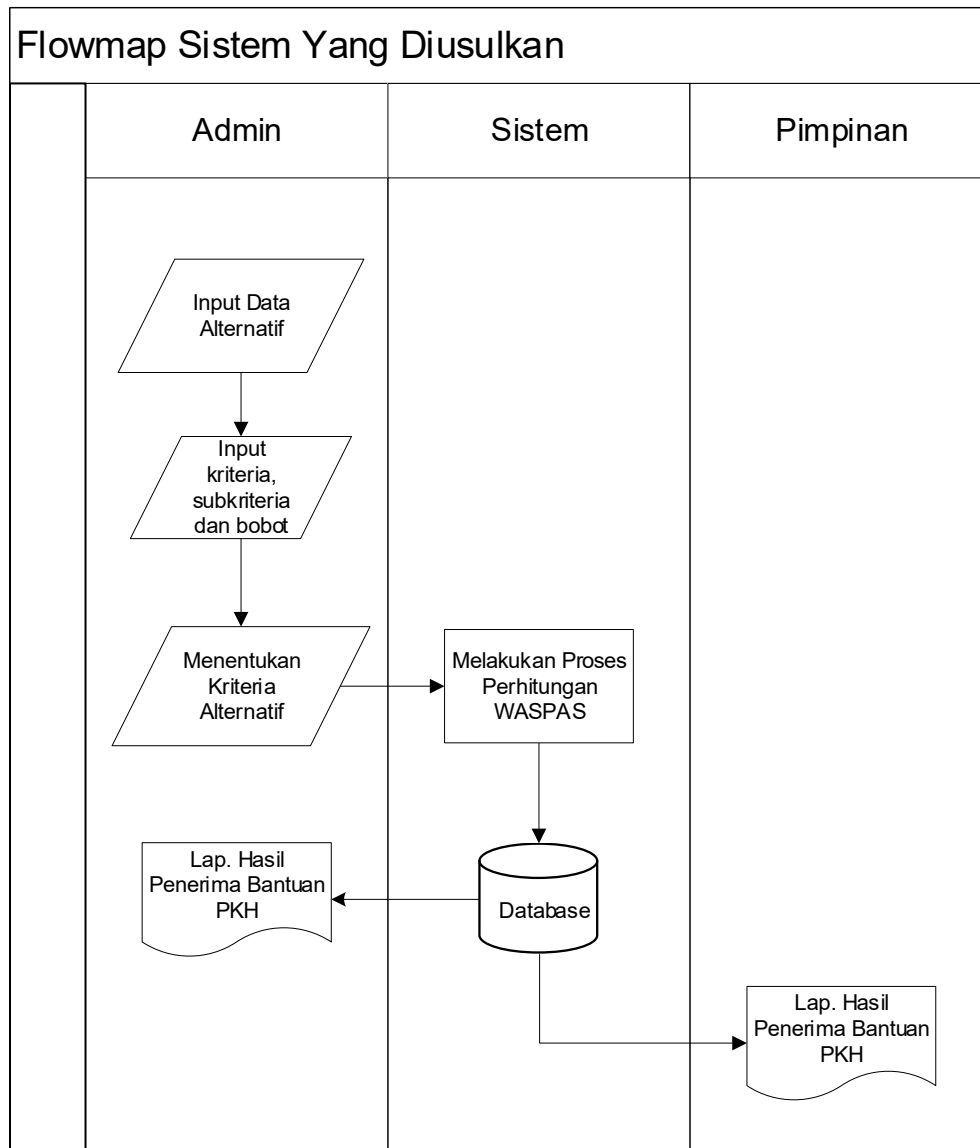 Flowmap Sistem Yang Diusulkan
Admin
Sistem
Pimpinan
Input Data
Alternatif
Input
kriteria,
subkriteria
dan bobot
Menentukan
Kriteria
Alternatif
Melakukan Proses
Perhitungan
WASPAS
Lap. Hasil
Penerima Bantuan
PKH
Database
Lap. Hasil
Penerima Bantuan
PKH